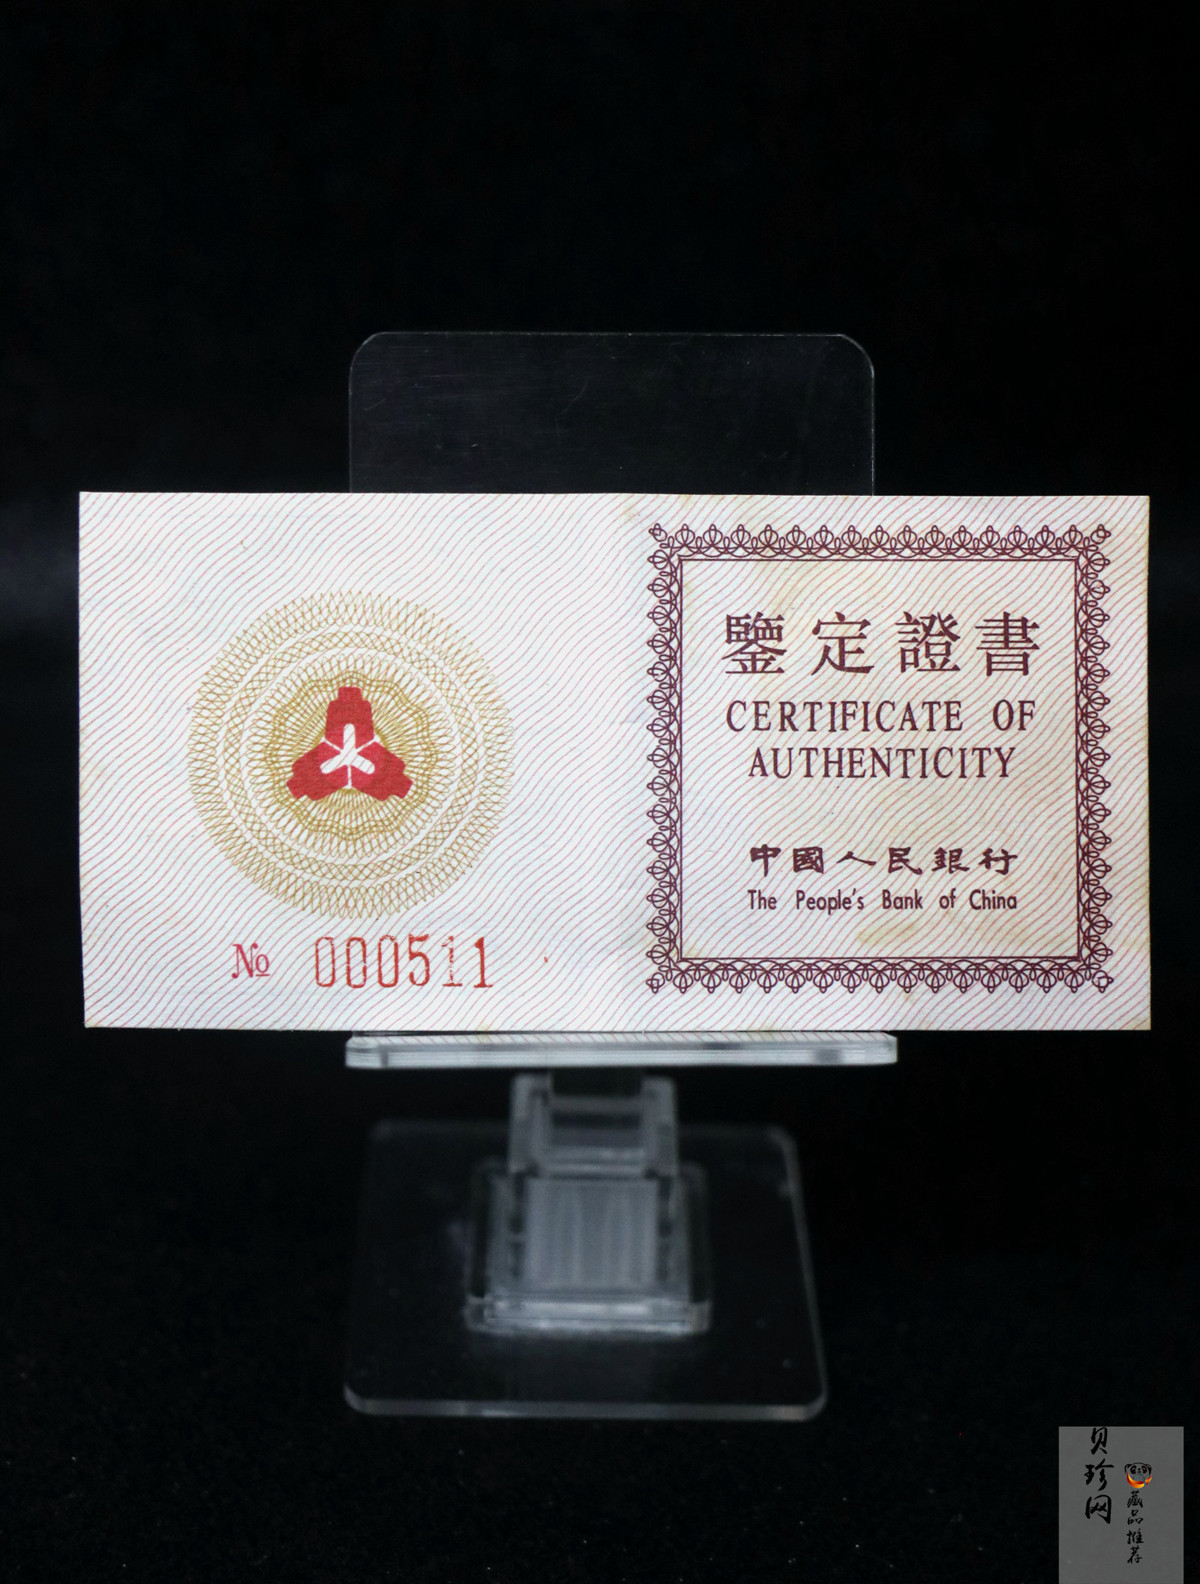 鑒定證書
CERTIFICATE OF
AUTHENTICITY
中國人民銀行
The People's Bank of China
№ 000511
贝珍网
藏品推荐